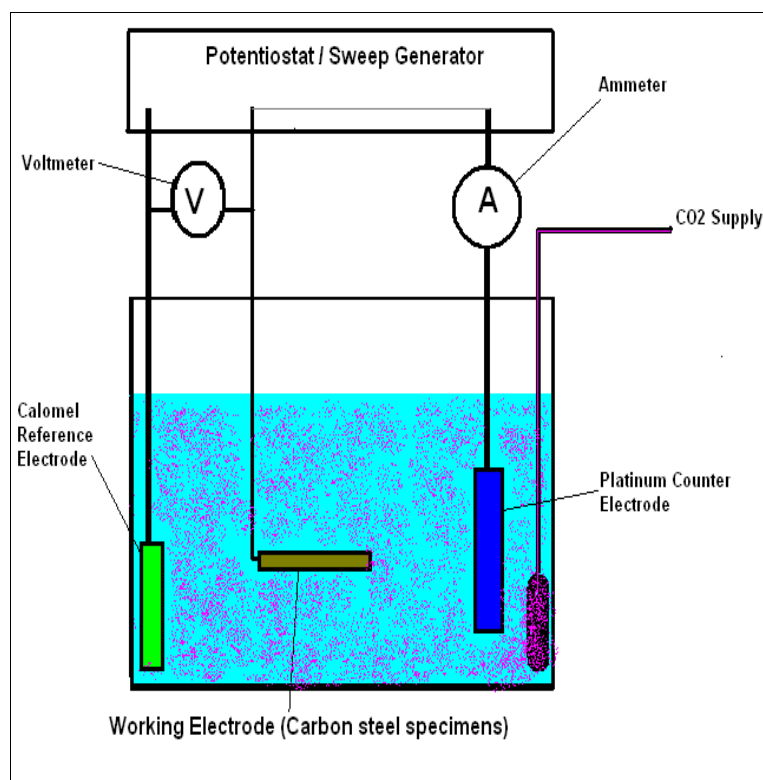 Potentiostat / Sweep Generator
Ammeter
Voltmeter
V
A
CO2 Supply
Calomel
Reference
Electrode
Platinum Counter
Electrode
Working Electrode (Carbon steel specimens)